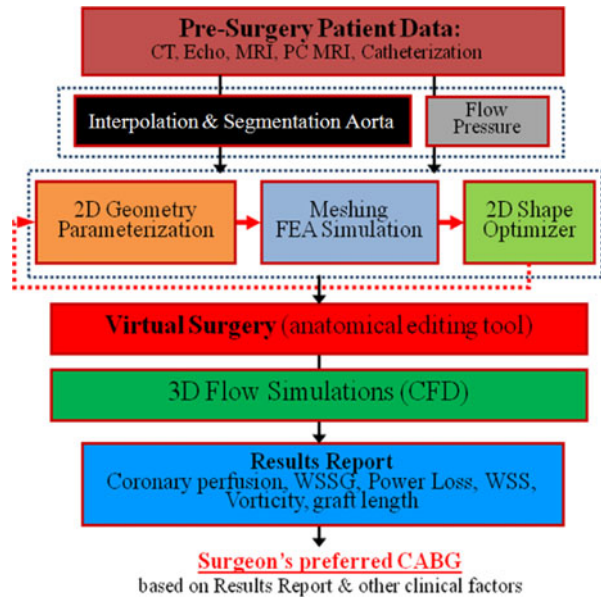 Pre-Surgery Patient Data:
CT, Echo, MRI, PC MRI, Catheterization
Interpolation & Segmentation Aorta
Flow
Pressure
2D Geometry
Parameterization
Meshing
FEA Simulation
2D Shape
Optimizer
Virtual Surgery (anatomical editing tool)
3D Flow Simulations (CFD)
Results Report
Coronary perfusion, WSSG, Power Loss, WSS,
Vorticity, graft length
Surgeon's preferred CABG
based on Results Report & other clinical factors